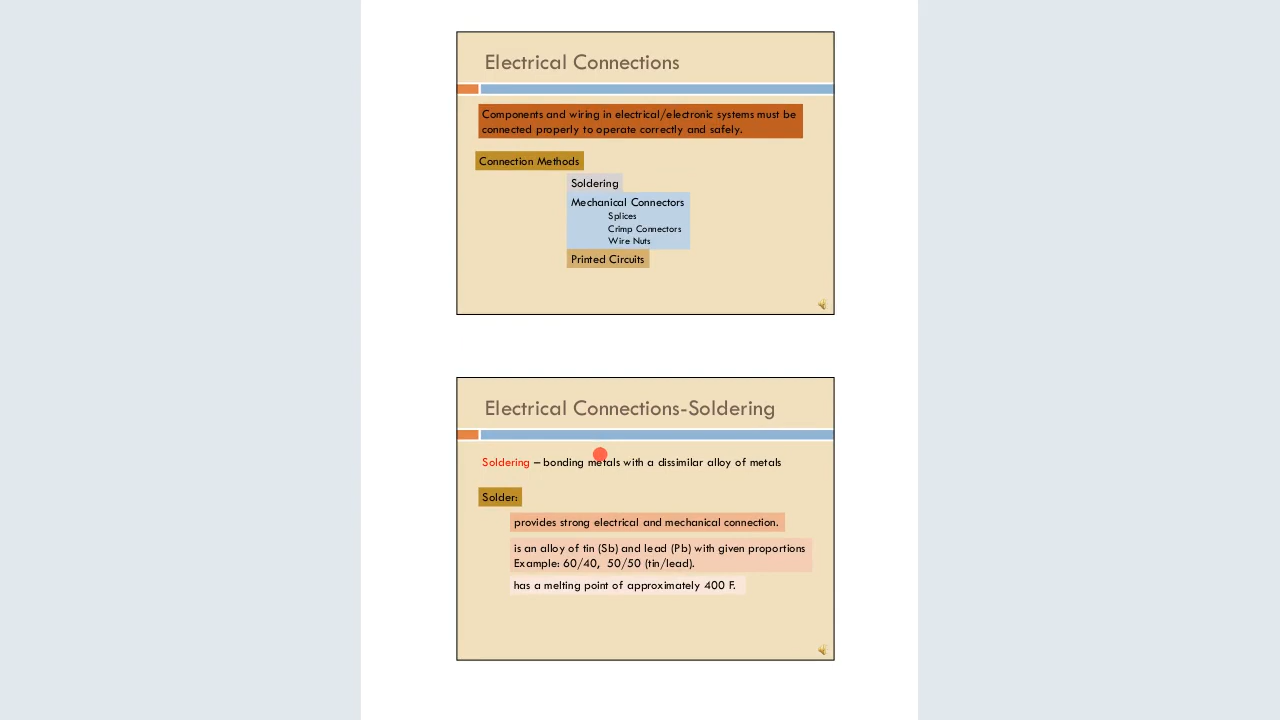 Electrical Connections
Components and wiring in electrical/electronic systems must be
connected properly to operate correctly and safely.
Connection Methods
Soldering
Mechanical Connectors
Splices
Crimp Connectors
Wire Nuts
Printed Circuits
Electrical Connections-Soldering
Soldering – bonding metals with a dissimilar alloy of metals
Solder:
provides strong electrical and mechanical connection.
is an alloy of tin (Sb) and lead (Pb) with given proportions
Example: 60/40, 50/50 (tin/lead).
has a melting point of approximately 400 F.